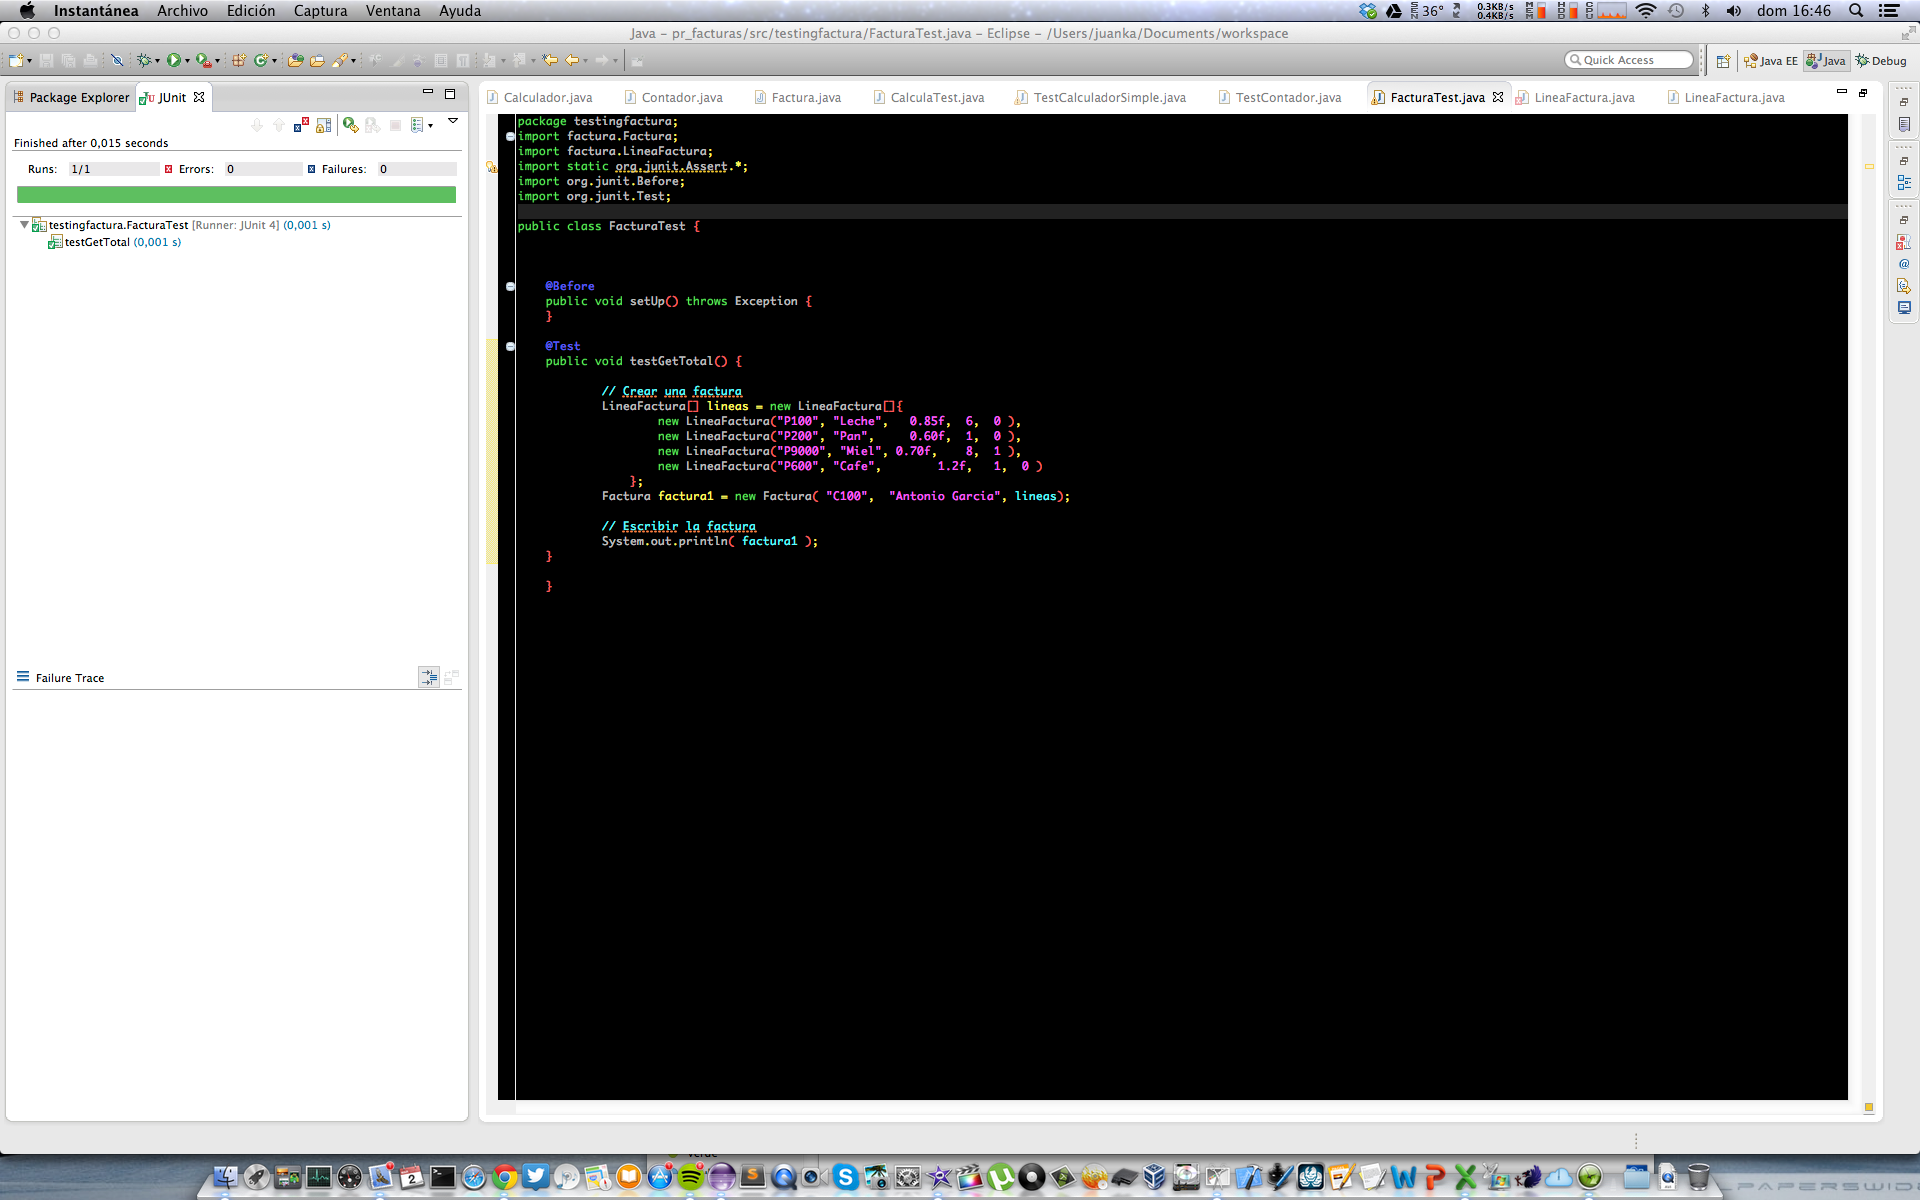 Instantánea Archivo Edición Captura Ventana Ayuda
36° 0.3KB/s 0.4KB/s dom 16:46
Java – pr_facturas/src/testingfactura/FacturaTest.java – Eclipse – /Users/juanka/Documents/workspace
Quick Access Java EE Java Debug
Package Explorer JUnit
Calculador.java Contador.java Factura.java CalculaTest.java TestCalculadorSimple.java TestContador.java FacturaTest.java LineaFactura.java LineaFactura.java
Finished after 0,015 seconds
Runs: 1/1 Errors: 0 Failures: 0
testingfactura.FacturaTest [Runner: JUnit 4] (0,001 s)
testGetTotal (0,001 s)
Failure Trace
package testingfactura;
import factura.Factura;
import factura.LineaFactura;
import static org.junit.Assert.*;
import org.junit.Before;
import org.junit.Test;
public class FacturaTest {
@Before
public void setUp() throws Exception {
}
@Test
public void testGetTotal() {
// Crear una factura
LineaFactura[] lineas = new LineaFactura[]{
new LineaFactura("P100", "Leche", 0.85f, 6, 0 ),
new LineaFactura("P200", "Pan", 0.60f, 1, 0 ),
new LineaFactura("P9000", "Miel", 0.70f, 8, 1 ),
new LineaFactura("P600", "Cafe", 1.2f, 1, 0 )
};
Factura factura1 = new Factura( "C100", "Antonio Garcia", lineas);
// Escribir la factura
System.out.println( factura1 );
}
}